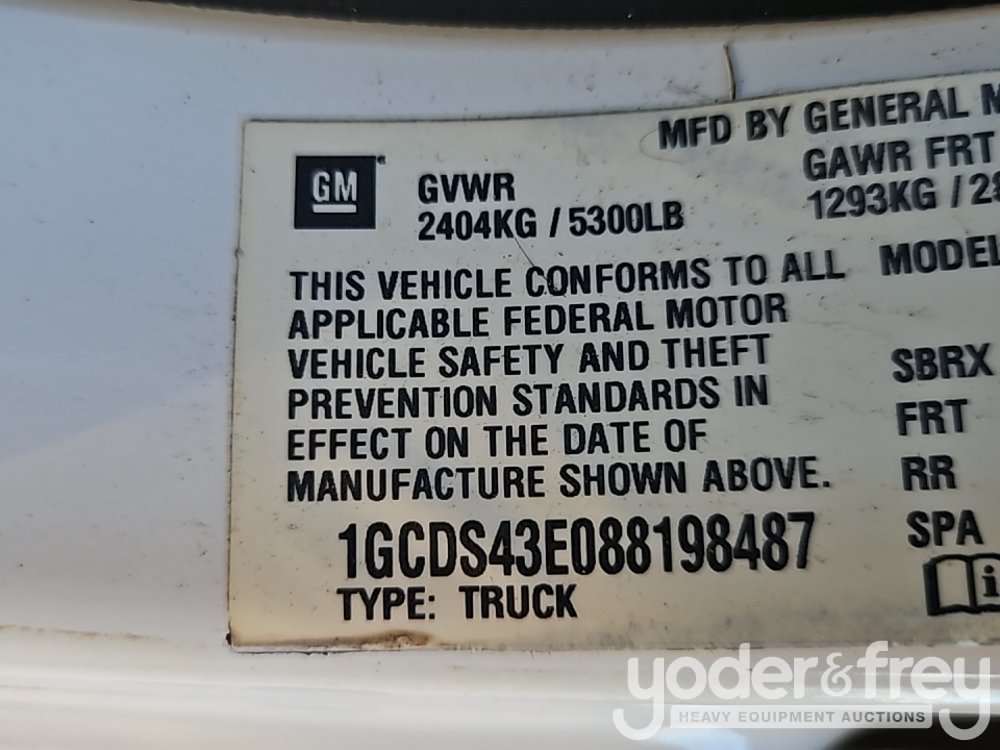 MFD BY GENERAL
GM
GVWR
2404KG / 5300LB
GAWR FRT
1293KG / 28
THIS VEHICLE CONFORMS TO ALL
APPLICABLE FEDERAL MOTOR
VEHICLE SAFETY AND THEFT
PREVENTION STANDARDS IN
EFFECT ON THE DATE OF
MANUFACTURE SHOWN ABOVE.
MODEL
SBRX
FRT
RR
SPA
1GCDS43E088198487
TYPE: TRUCK
i
yoder&frey
HEAVY EQUIPMENT AUCTIONS